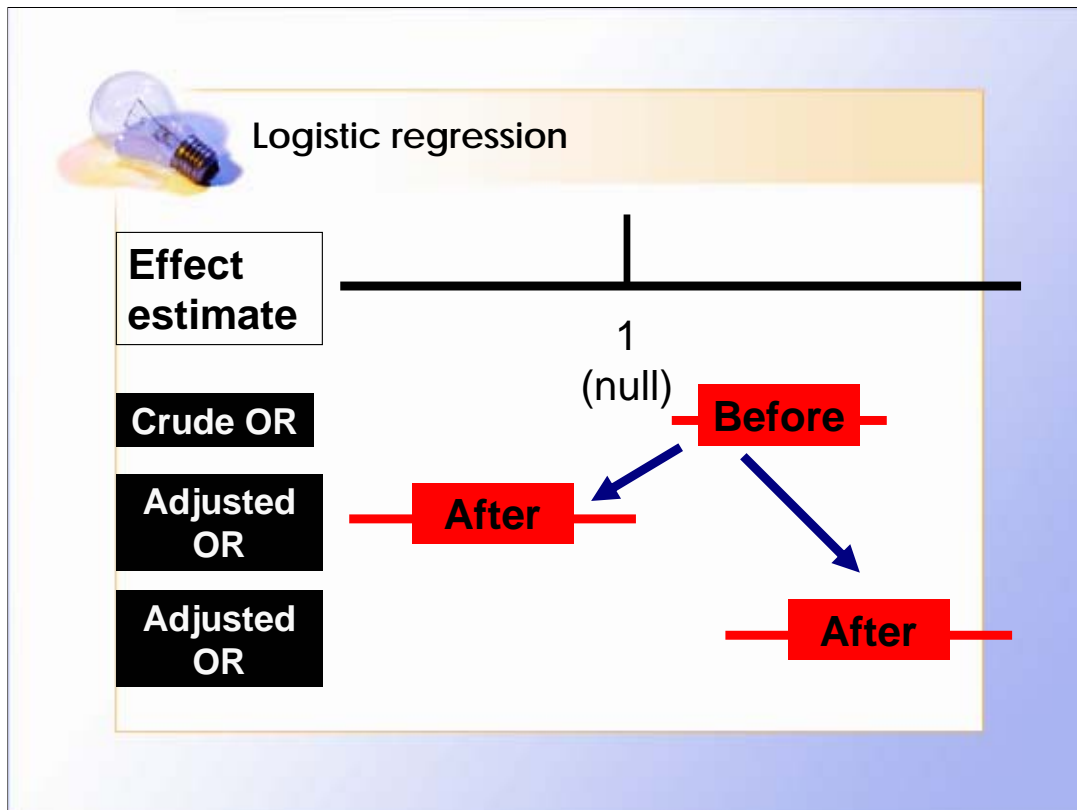 Logistic regression
Effect
estimate
1
(null)
Crude OR
Before
Adjusted
OR
After
Adjusted
OR
After